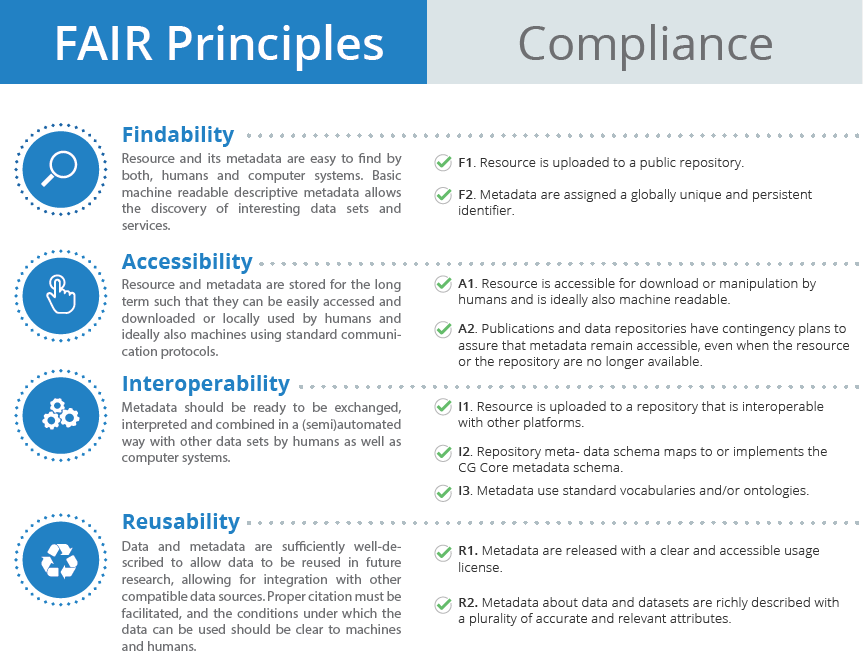 FAIR Principles
Compliance
Findability
Resource and its metadata are easy to find by
both, humans and computer systems. Basic
machine readable descriptive metadata allows
the discovery of interesting data sets and
services.
F1. Resource is uploaded to a public repository.
F2. Metadata are assigned a globally unique and persistent
identifier.
Accessibility
Resource and metadata are stored for the long
term such that they can be easily accessed and
downloaded or locally used by humans and
ideally also machines using standard communi-
cation protocols.
A1. Resource is accessible for download or manipulation by
humans and is ideally also machine readable.
A2. Publications and data repositories have contingency plans to
assure that metadata remain accessible, even when the resource
or the repository are no longer available.
Interoperability
Metadata should be ready to be exchanged,
interpreted and combined in a (semi)automated
way with other data sets by humans as well as
computer systems.
I1. Resource is uploaded to a repository that is interoperable
with other platforms.
I2. Repository meta- data schema maps to or implements the
CG Core metadata schema.
I3. Metadata use standard vocabularies and/or ontologies.
Reusability
Data and metadata are sufficiently well-de-
scribed to allow data to be reused in future
research, allowing for integration with other
compatible data sources. Proper citation must be
facilitated, and the conditions under which the
data can be used should be clear to machines
and humans.
R1. Metadata are released with a clear and accessible usage
license.
R2. Metadata about data and datasets are richly described with
a plurality of accurate and relevant attributes.